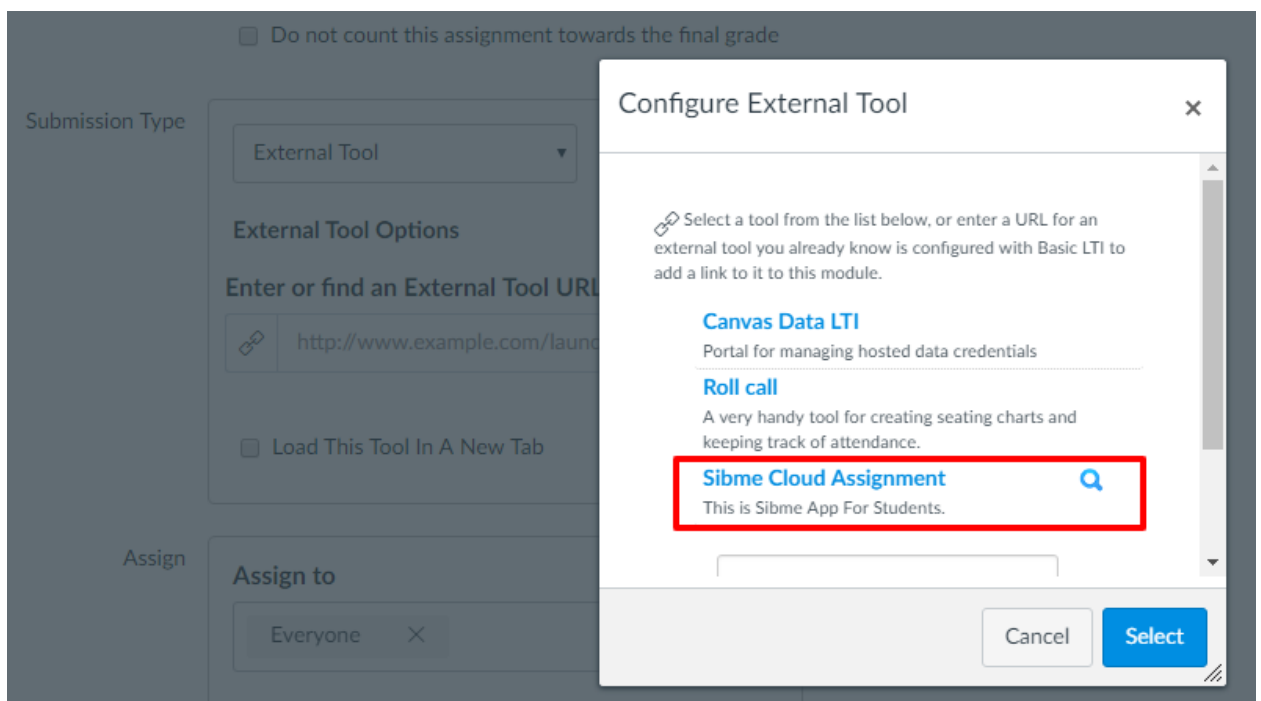 Do not count this assignment towards the final grade
Configure External Tool
Submission Type
External Tool
External Tool Options
Enter or find an External Tool URL
http://www.example.com/launc
Load This Tool In A New Tab
Select a tool from the list below, or enter a URL for an
external tool you already know is configured with Basic LTI to
add a link to it to this module.
Canvas Data LTI
Portal for managing hosted data credentials
Roll call
A very handy tool for creating seating charts and
keeping track of attendance.
Sibme Cloud Assignment
This is Sibme App For Students.
Assign
Assign to
Everyone
Cancel
Select